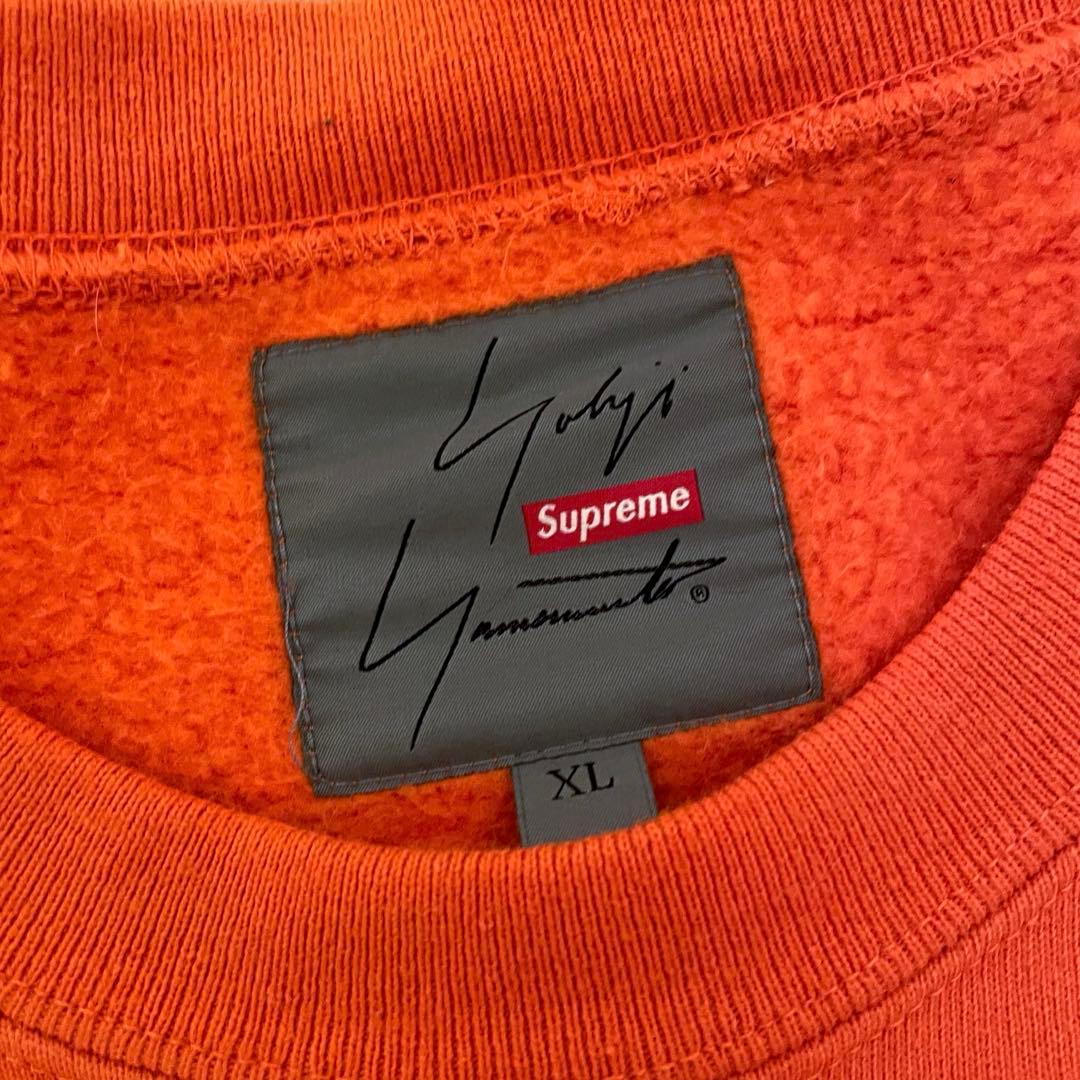 Yohji
Supreme
Yamamoto ®
XL